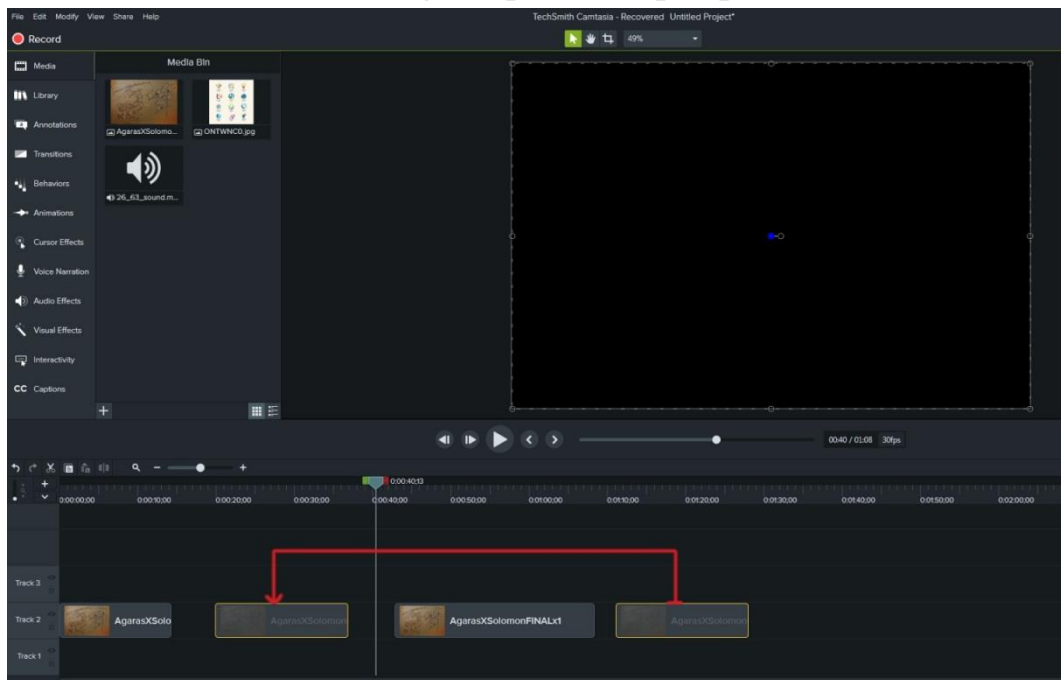 File Edit Modify View Share Help
TechSmith Camtasia - Recovered Untitled Project*
Record
49%
Media
Media Bin
Library
Annotations
AgarasXSolomo...
ONTWNC0.jpg
Transitions
Behaviors
26_63_sound.m...
Animations
Cursor Effects
Voice Narration
Audio Effects
Visual Effects
Interactivity
CC Captions
00:40 / 01:08 30fps
0:00:40;13
0:00:00;00 0:00:10;00 0:00:20;00 0:00:30;00 0:00:40;00 0:00:50;00 0:01:00;00 0:01:10;00 0:01:20;00 0:01:30;00 0:01:40;00 0:01:50;00 0:02:00;00
Track 3
Track 2 AgarasXSolo AgarasXSolomon AgarasXSolomonFINALx1 AgarasXSolomon
Track 1